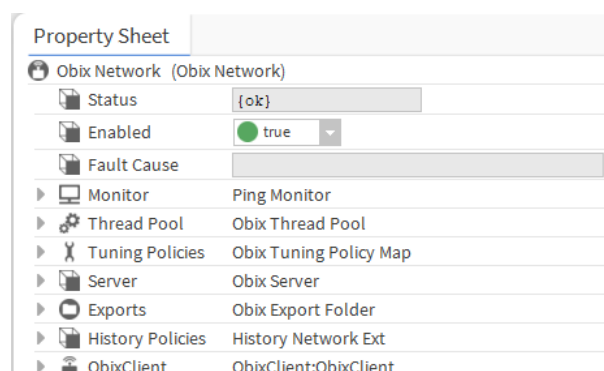 Property Sheet
Obix Network (Obix Network)
Status {ok}
Enabled true
Fault Cause
Monitor Ping Monitor
Thread Pool Obix Thread Pool
Tuning Policies Obix Tuning Policy Map
Server Obix Server
Exports Obix Export Folder
History Policies History Network Ext
ObixClient ObixClient:ObixClient